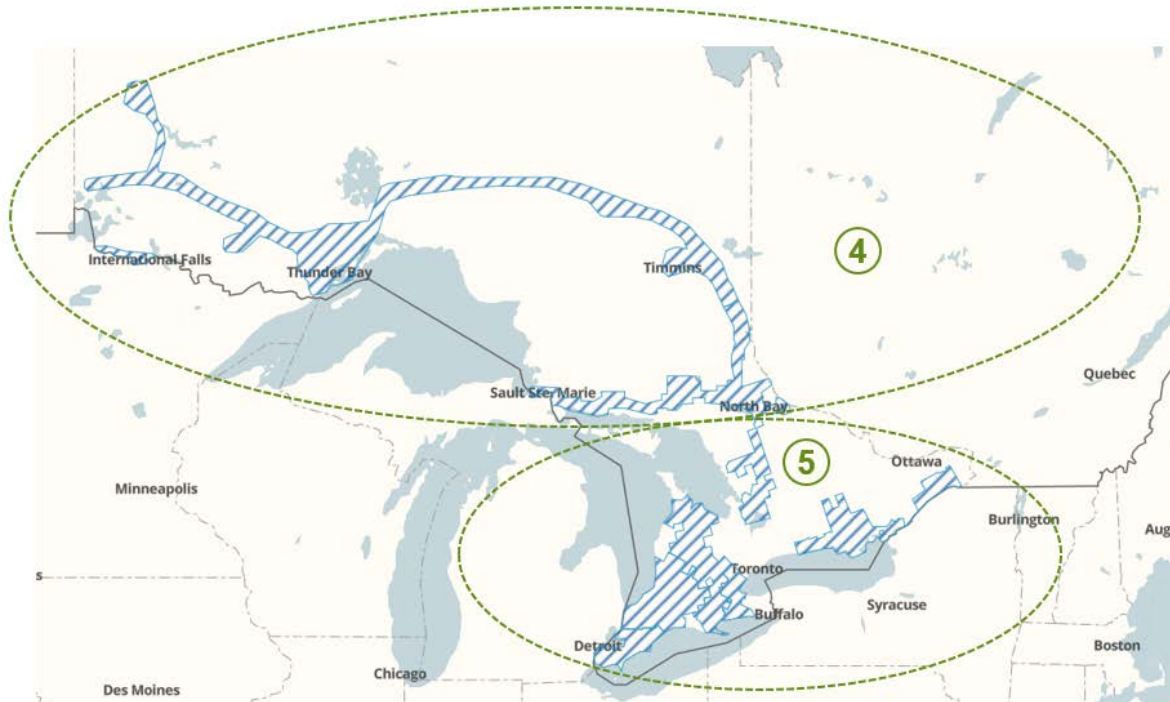 4
International Falls
Thunder Bay
Timmins
Quebec
Sault Ste. Marie
North Bay
5
Ottawa
Minneapolis
Burlington
Aug
s
Toronto
Syracuse
Buffalo
Detroit
Boston
Chicago
Des Moines